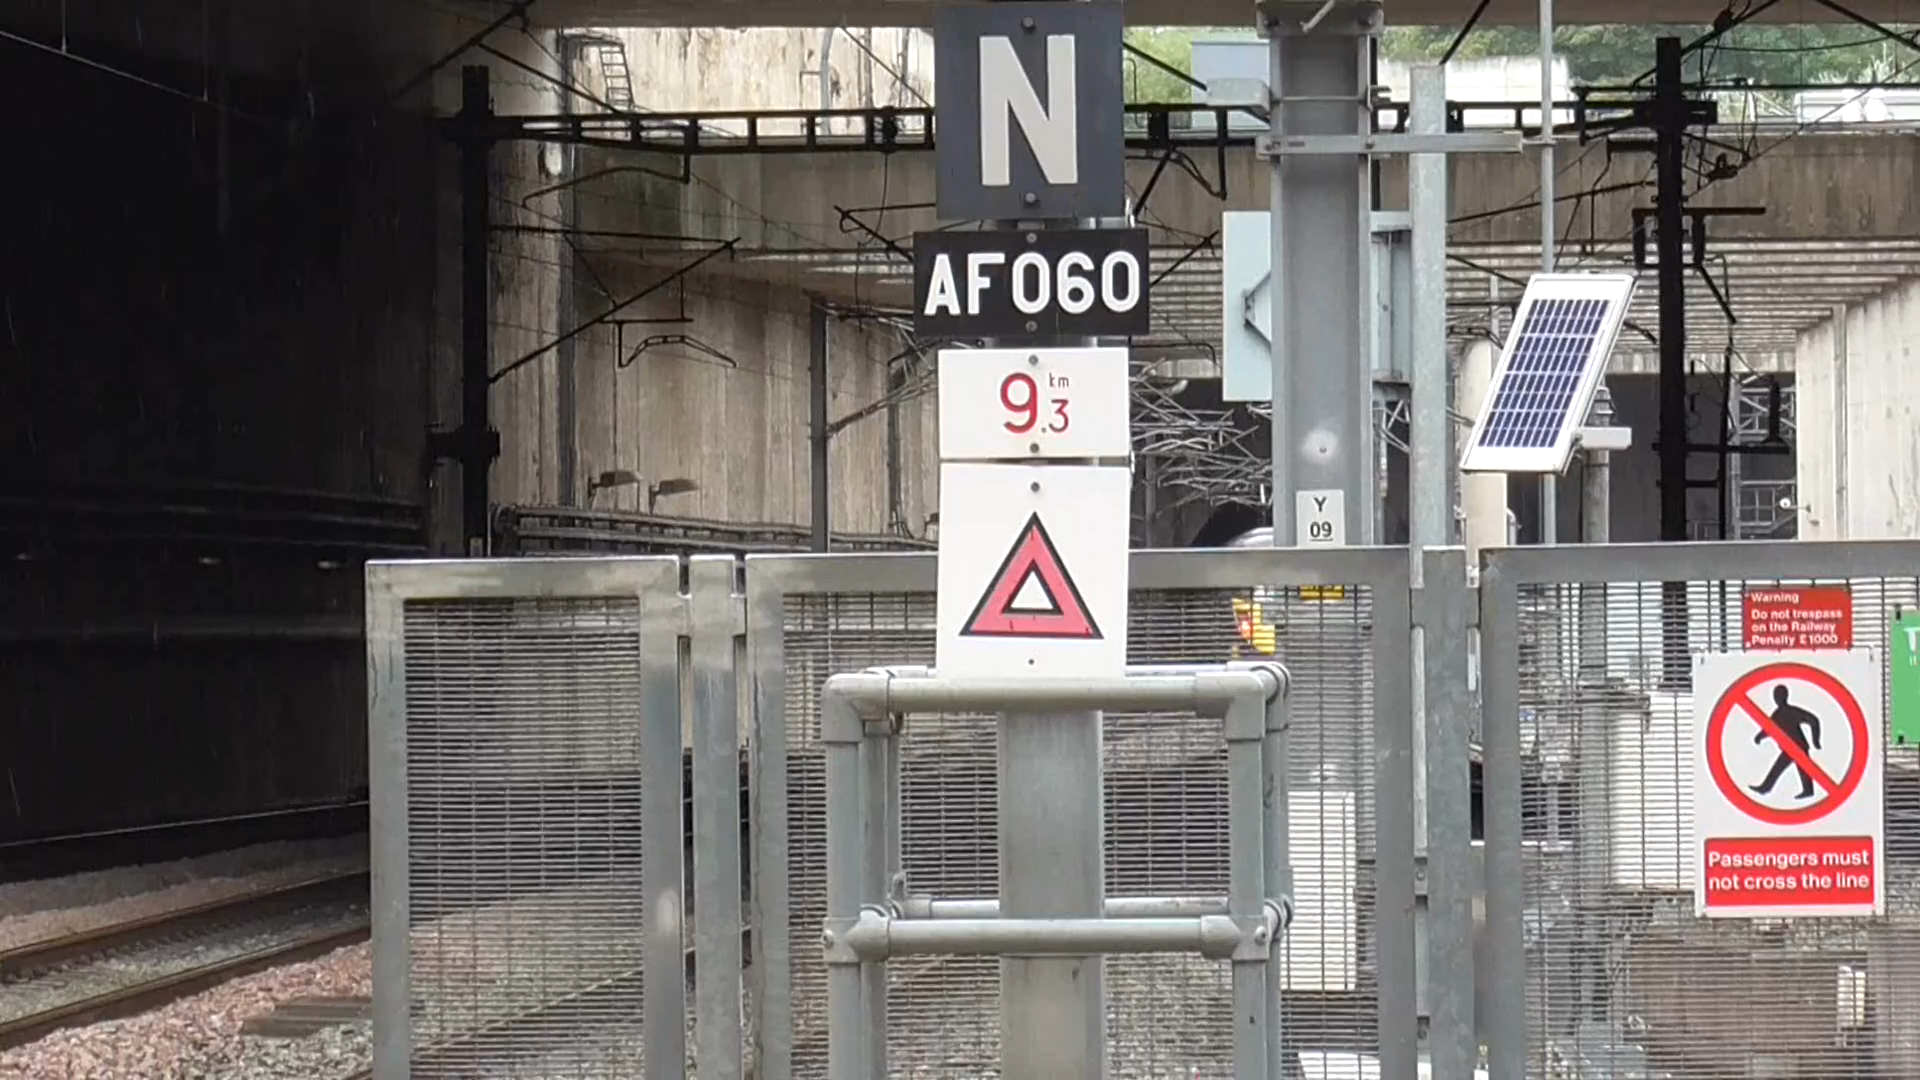 N
AF060
9 km
.3
Y
09
Warning
Do not trespass
on the Railway
Penalty £1000
Passengers must
not cross the line